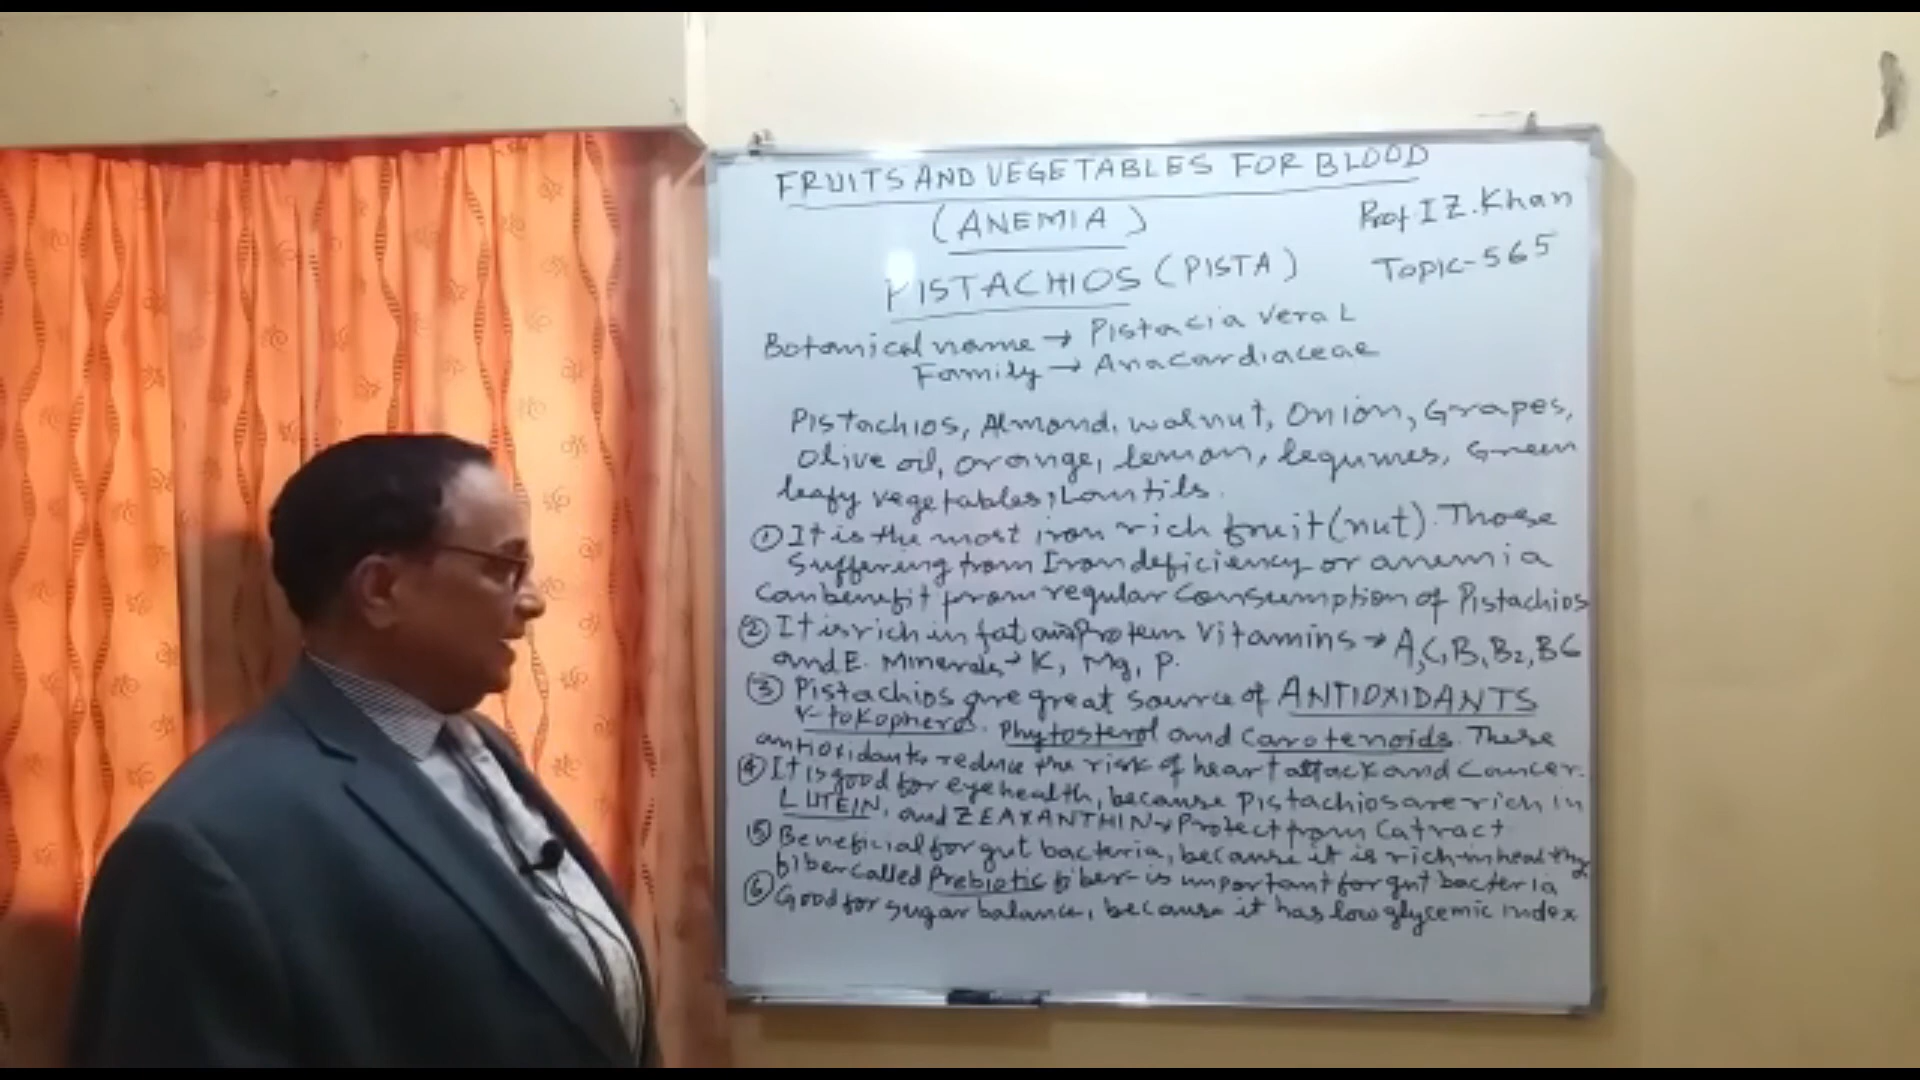 FRUITS AND VEGETABLES FOR BLOOD
(ANEMIA)
Prof I Z. Khan
PISTACHIOS (PISTA)
Topic-565
Botanical name → Pistacia vera L
Family → Anacardiaceae
Pistachios, Almond, walnut, Onion, Grapes,
Olive oil, orange, lemon, legumes, Green
leafy vegetables, Lantils.
① It is the most iron rich fruit (nut). Those
suffering from Iron deficiency or anemia
can benefit from regular Consumption of Pistachios
② It is rich in fat, and Protein Vitamins → A, C, B, B2, B6
and E. Minerals → K, Mg, P.
③ Pistachios are great source of ANTIOXIDANTS
γ-tokopherol. Phytosterol and Carotenoids. These
antioxidants reduce the risk of heart attack and Cancer.
④ It is good for eye health, because Pistachios are rich in
LUTEIN, and ZEAXANTHIN → Protect from Catract
⑤ Beneficial for gut bacteria, because it is rich in healthy
fiber called Prebiotic fiber - is important for gut bacteria
⑥ Good for sugar balance, because it has low glycemic index